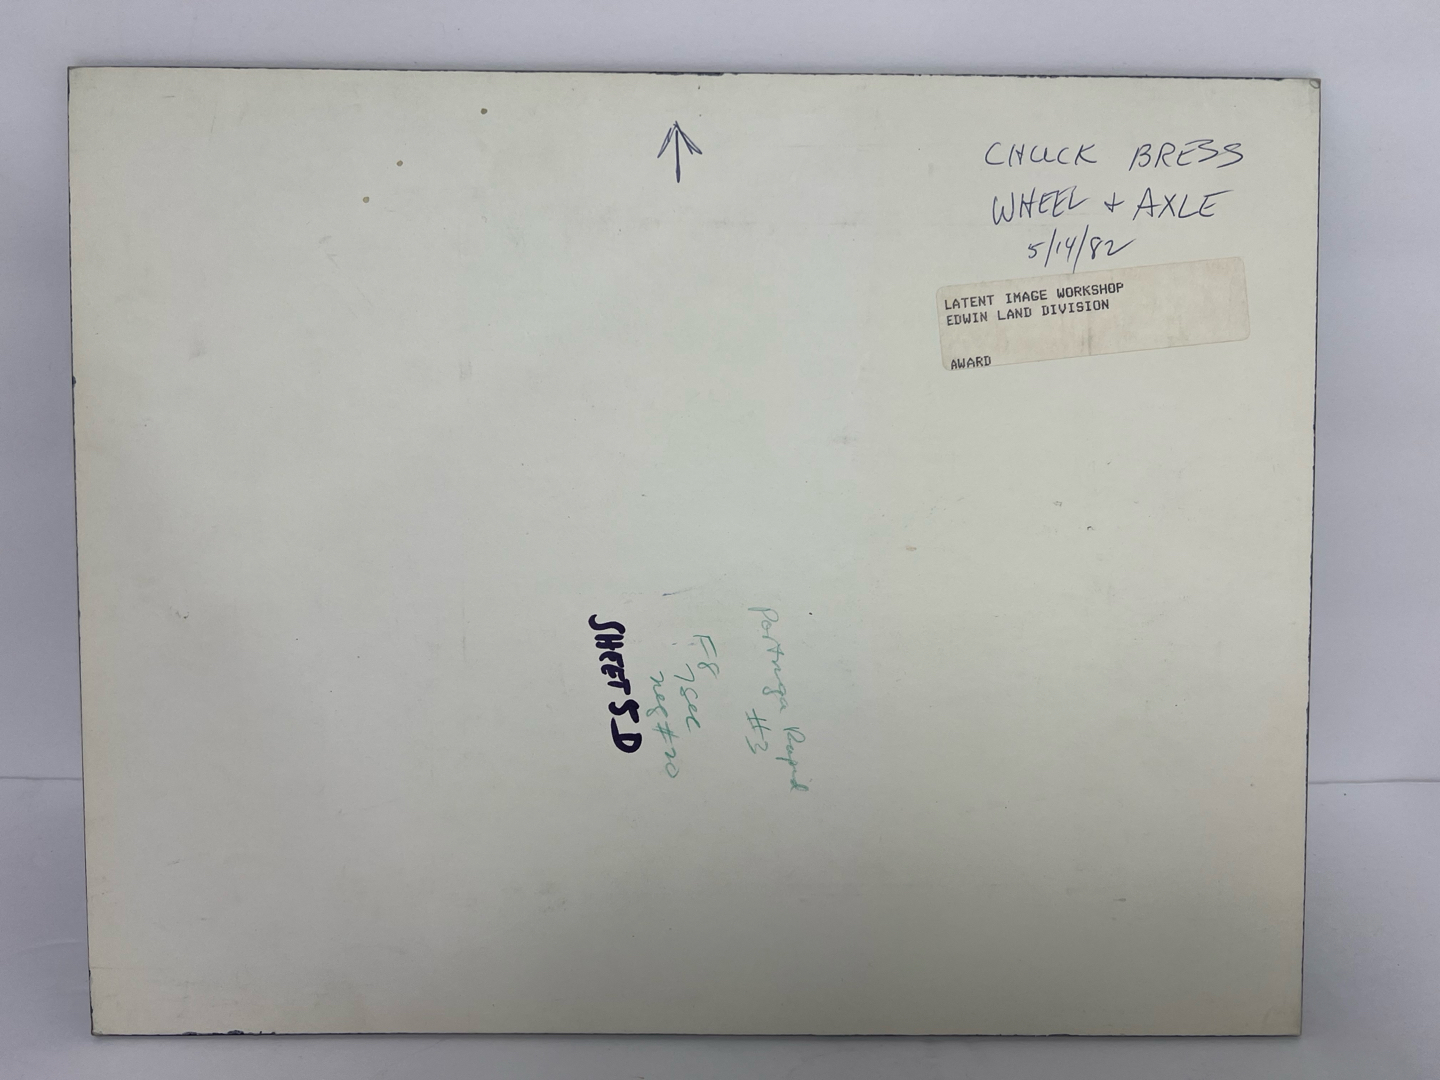 CHUCK BRESS
WHEEL + AXLE
5/14/82
LATENT IMAGE WORKSHOP
EDWIN LAND DIVISION
AWARD
Portriga Rapid
#3
F8
7sec
neg #20
SHEET 5_D